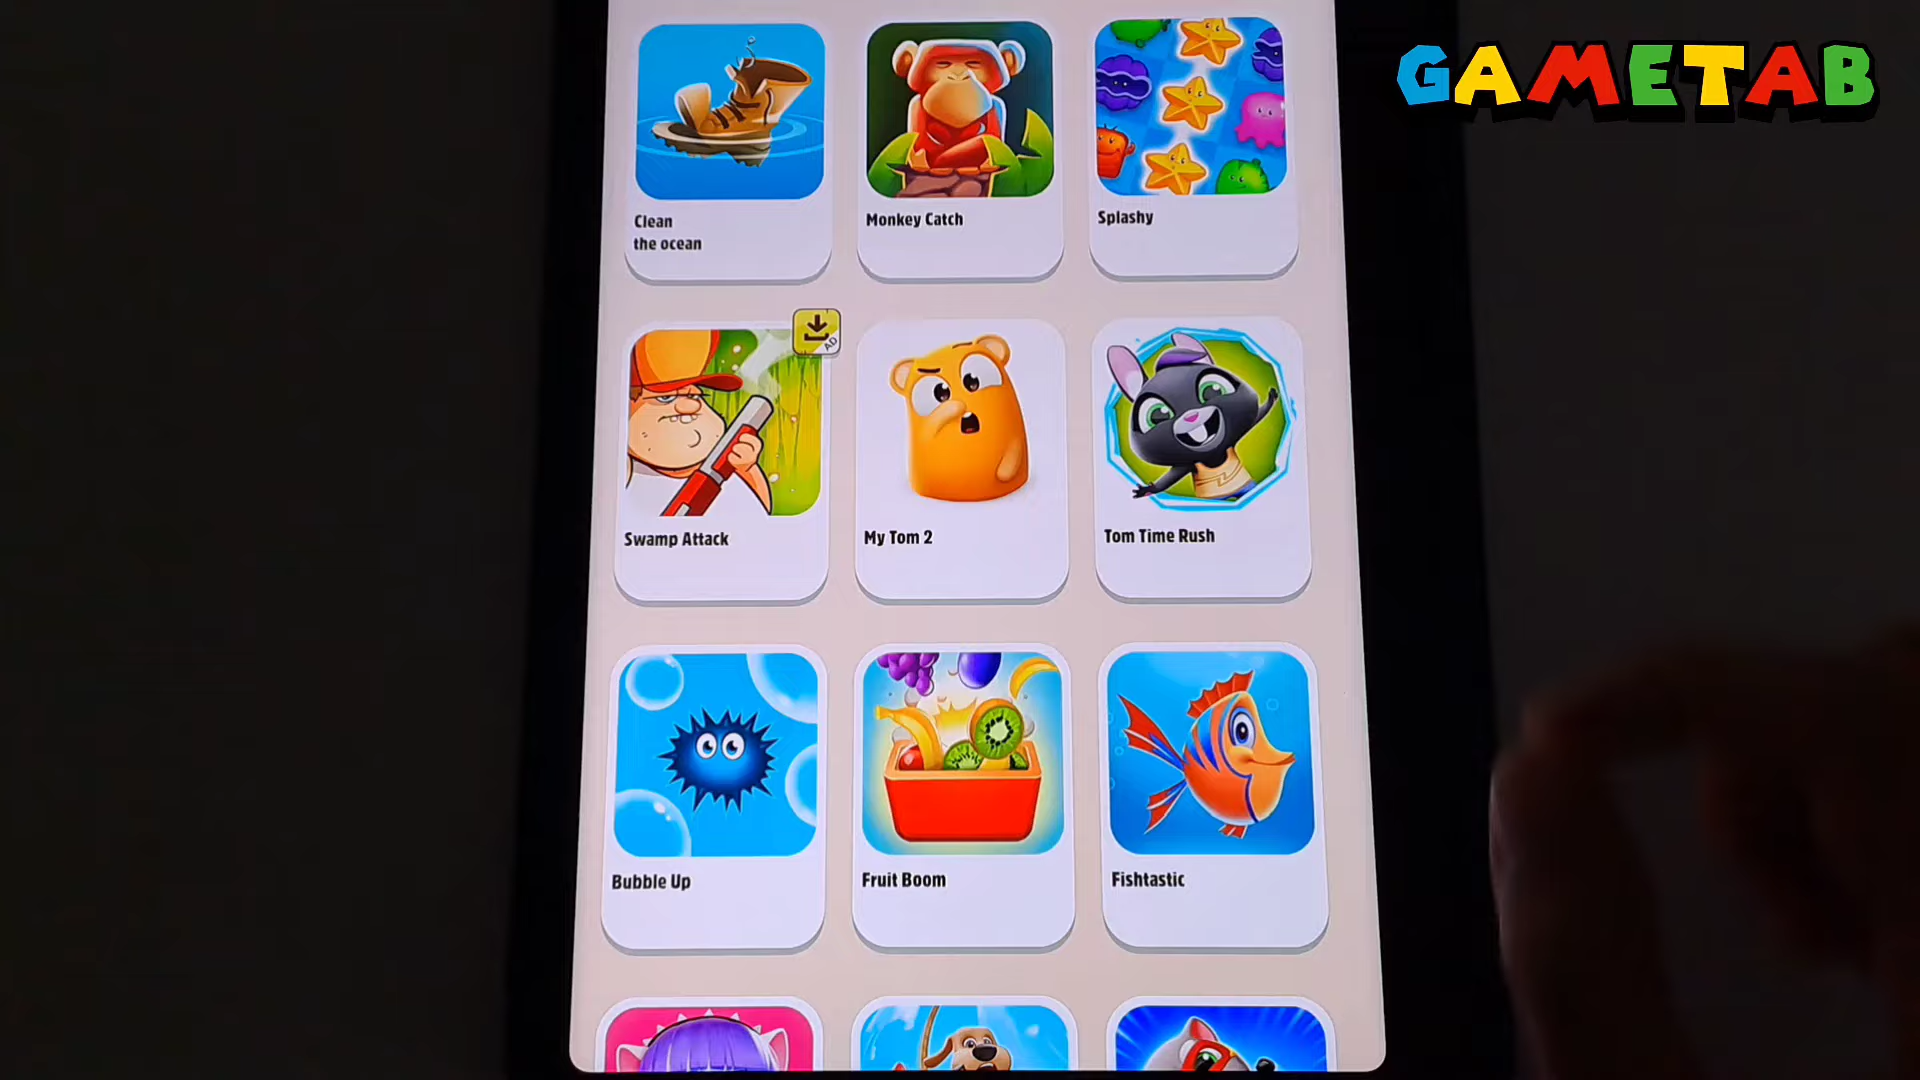 GAMETAB
Clean
the ocean
Monkey Catch
Splashy
AD
Swamp Attack
My Tom 2
Tom Time Rush
Bubble Up
Fruit Boom
Fishtastic